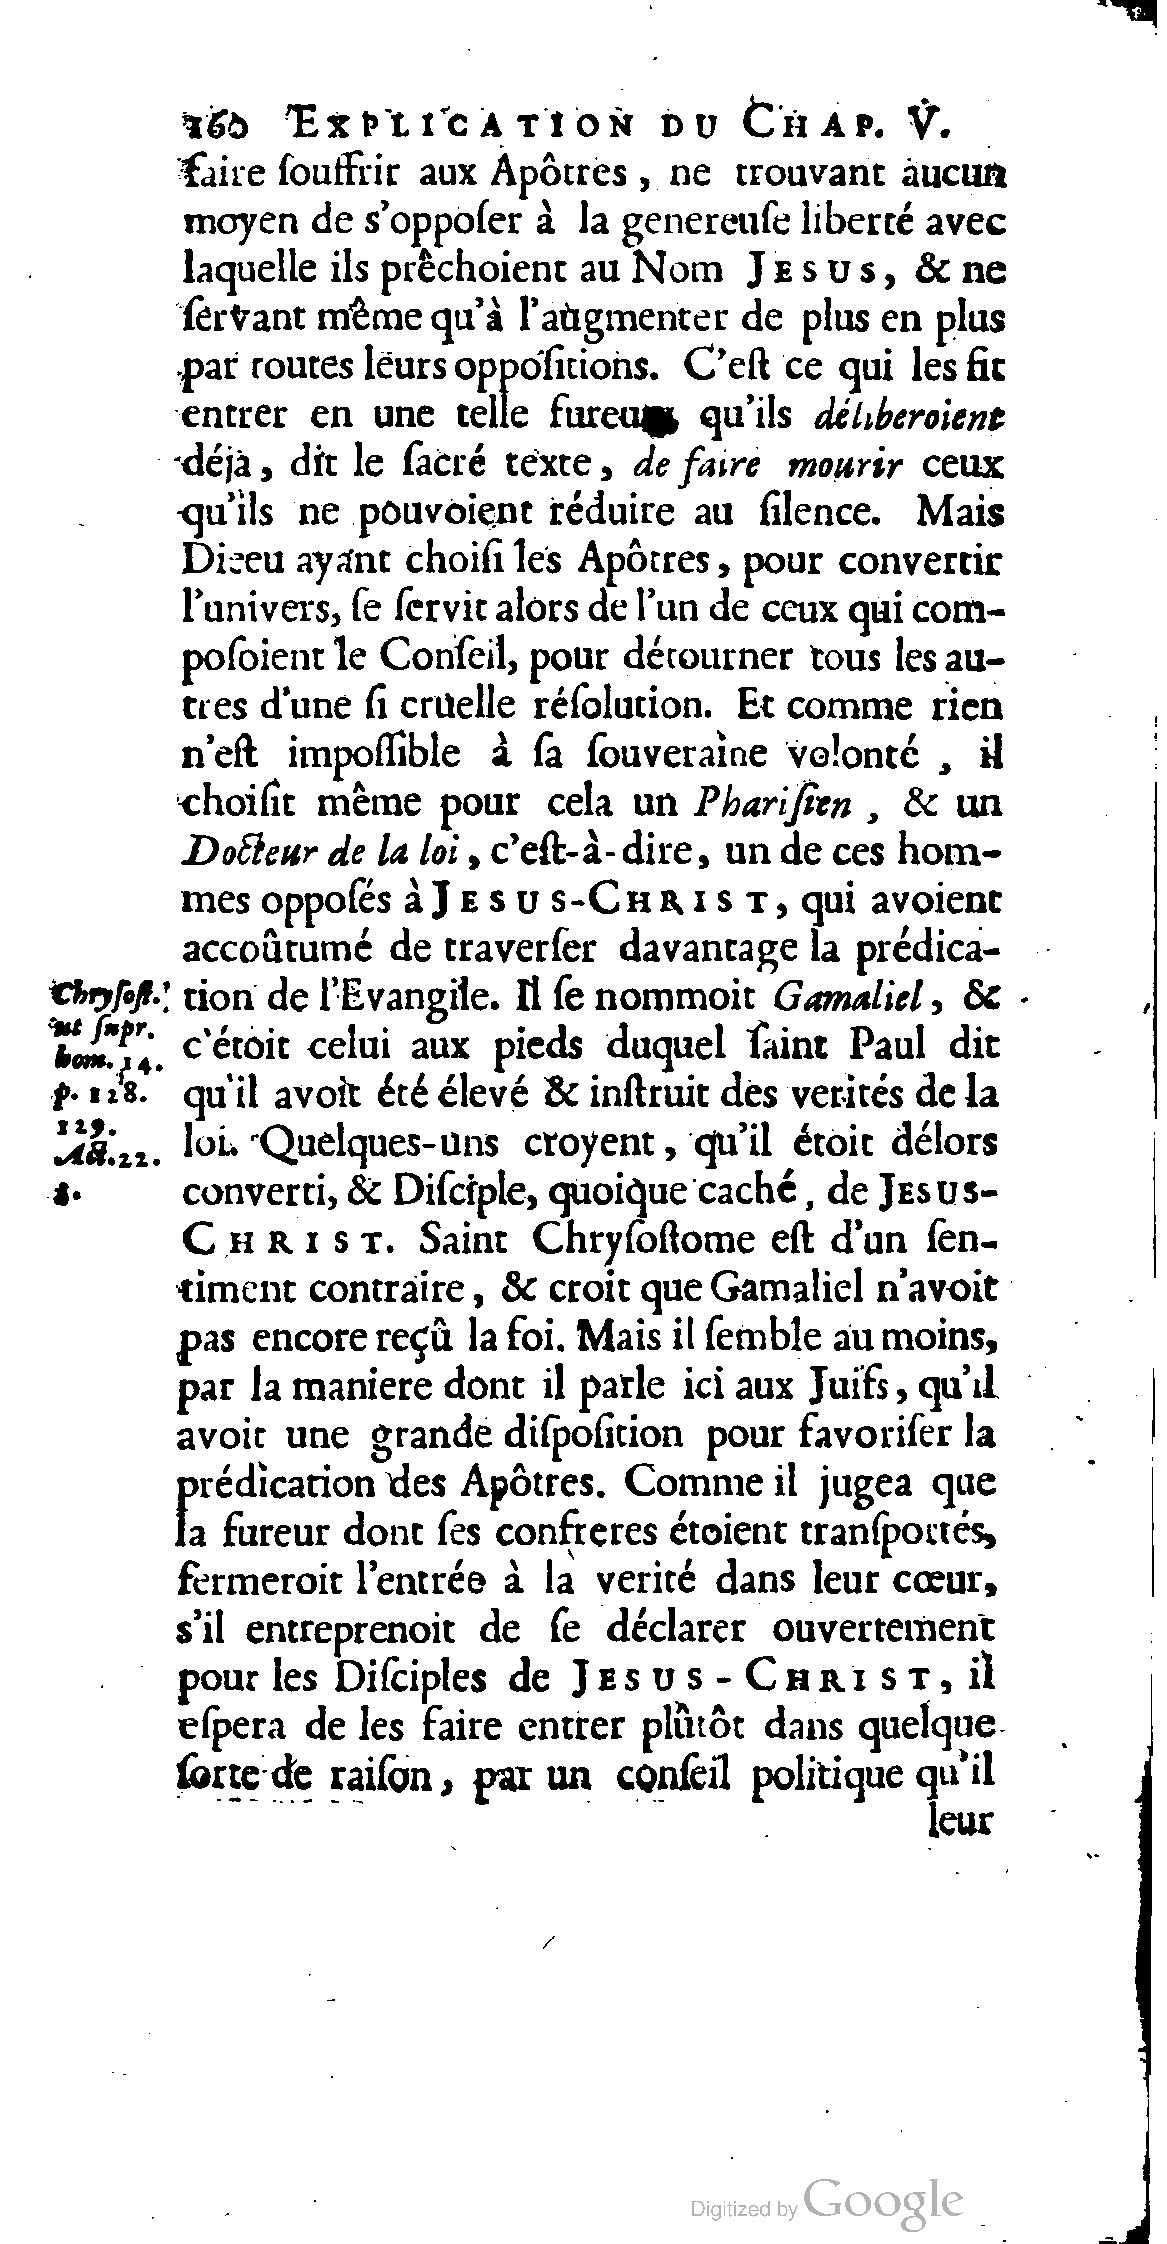 160 EXPLICATION DU CHAP. V.
faire ſouffrir aux Apôtres, ne trouvant aucun
moyen de s'oppoſer à la genereuſe liberté avec
laquelle ils prêchoient au Nom JESUS, & ne
ſervant même qu'à l'augmenter de plus en plus
par toutes leurs oppoſitions. C'eſt ce qui les fit
entrer en une telle fureur qu'ils déliberoient
déja, dit le ſacré texte, de faire mourir ceux
qu'ils ne pouvoient réduire au ſilence. Mais
Dieeu ayant choiſi les Apôtres, pour convertir
l'univers, ſe ſervit alors de l'un de ceux qui com-
poſoient le Conſeil, pour détourner tous les au-
tres d'une ſi cruelle réſolution. Et comme rien
n'eſt impoſſible à ſa ſouveraine volonté, il
choiſit même pour cela un Phariſien, & un
Docteur de la loi, c'eſt-à-dire, un de ces hom-
mes oppoſés à JESUS-CHRIST, qui avoient
accoûtumé de traverſer davantage la prédica-
Chryſoſt. tion de l'Evangile. Il ſe nommoit Gamaliel, &
ut ſupr.
hom. 14. c'étoit celui aux pieds duquel ſaint Paul dit
p. 128. qu'il avoit été élevé & inſtruit des verités de la
129.
Act. 22. loi. Quelques-uns croyent, qu'il étoit délors
3. converti, & Diſciple, quoique caché, de JESUS-
CHRIST. Saint Chryſoſtome eſt d'un ſen-
timent contraire, & croit que Gamaliel n'avoit
pas encore reçû la foi. Mais il ſemble au moins,
par la maniere dont il parle ici aux Juifs, qu'il
avoit une grande diſpoſition pour favoriſer la
prédication des Apôtres. Comme il jugea que
la fureur dont ſes confreres étoient tranſportés,
fermeroit l'entrée à la verité dans leur cœur,
s'il entreprenoit de ſe déclarer ouvertement
pour les Diſciples de JESUS-CHRIST, il
eſpera de les faire entrer plûtôt dans quelque
ſorte de raiſon, par un conſeil politique qu'il
leur
Digitized by Google